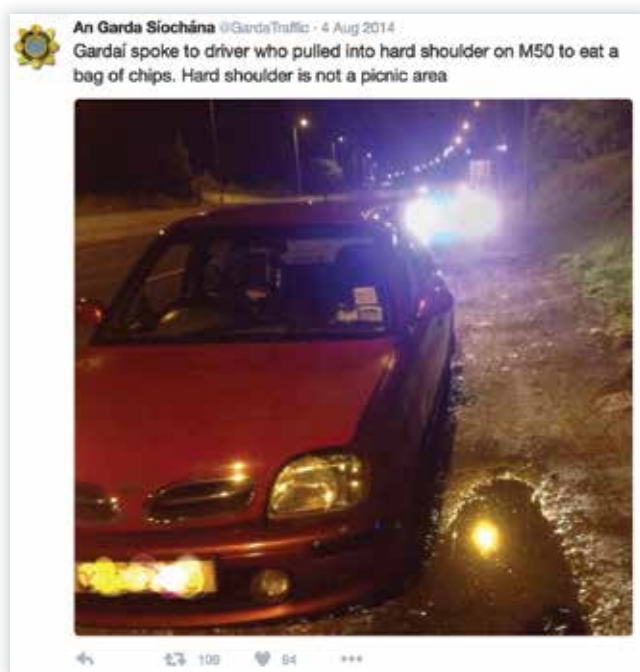 An Garda Síochána @GardaTraffic · 4 Aug 2014
Gardaí spoke to driver who pulled into hard shoulder on M50 to eat a
bag of chips. Hard shoulder is not a picnic area
109 94